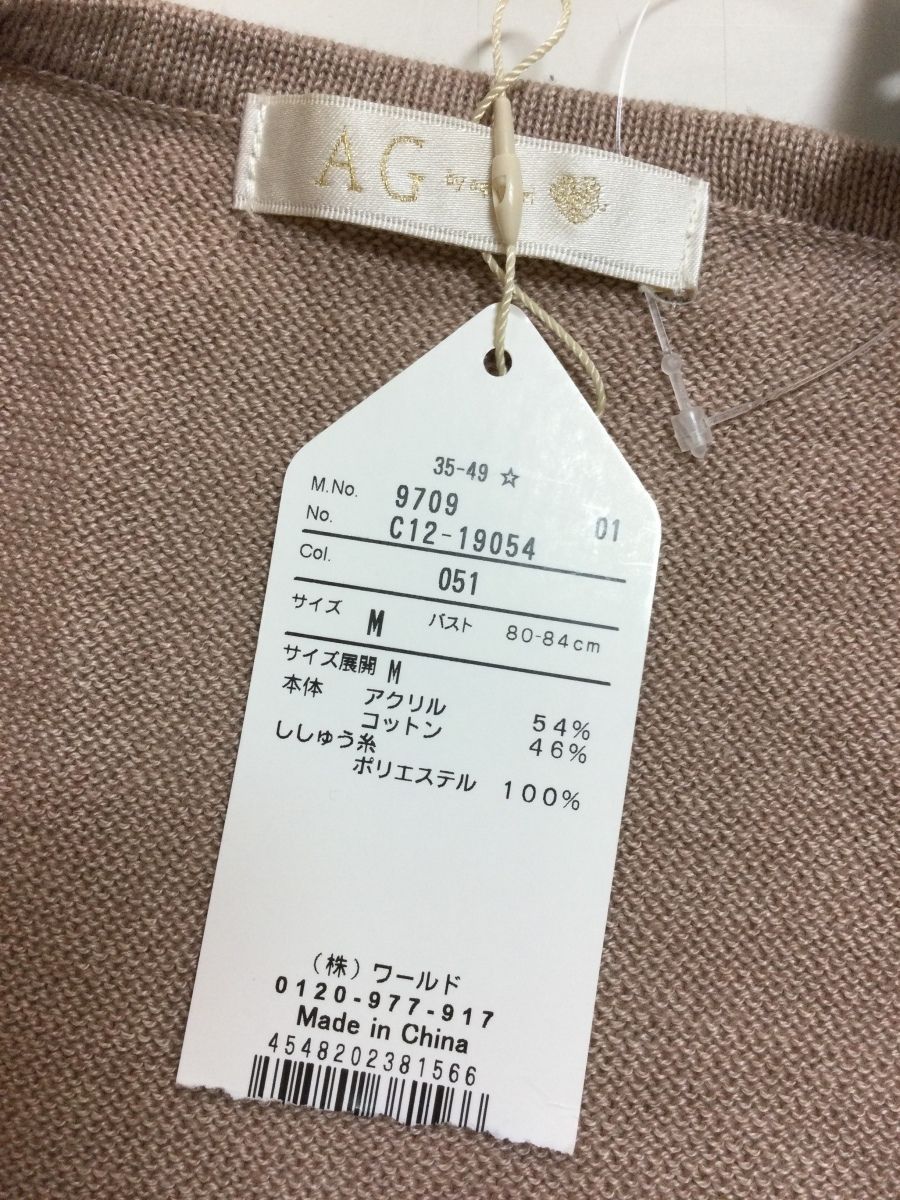 AG by
35-49 ☆
M.No. 9709 01
No. C12-19054
Col. 051
サイズ M バスト 80-84cm
サイズ展開 M
本体 アクリル 54%
コットン 46%
ししゅう糸
ポリエステル 100%
(株)ワールド
0120-977-917
Made in China
4548202381566